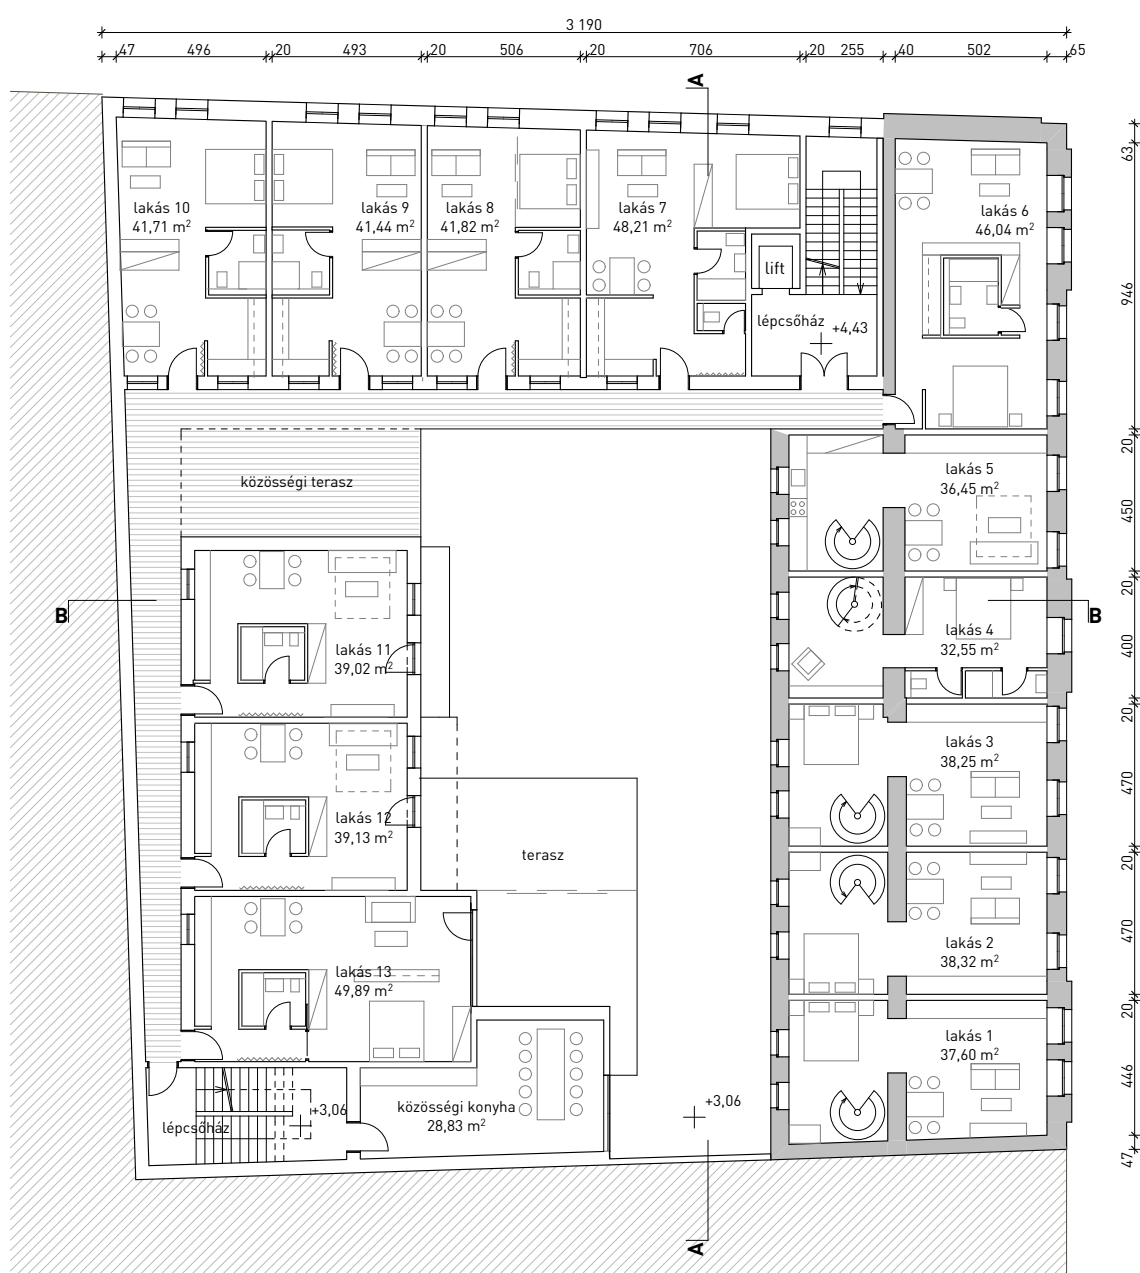 3 190
47 496 20 493 20 506 20 706 20 255 40 502 65
A
63
lakás 10
41,71 m²
lakás 9
41,44 m²
lakás 8
41,82 m²
lakás 7
48,21 m²
lakás 6
46,04 m²
lift
946
lépcsőház
+4,43
20
lakás 5
36,45 m²
közösségi terasz
450
20
B
B
lakás 4
32,55 m²
lakás 11
39,02 m²
400
20
lakás 3
38,25 m²
470
lakás 12
39,13 m²
terasz
20
lakás 2
38,32 m²
470
lakás 13
49,89 m²
20
lakás 1
37,60 m²
446
+3,06
közösségi konyha
28,83 m²
+3,06
lépcsőház
47
A